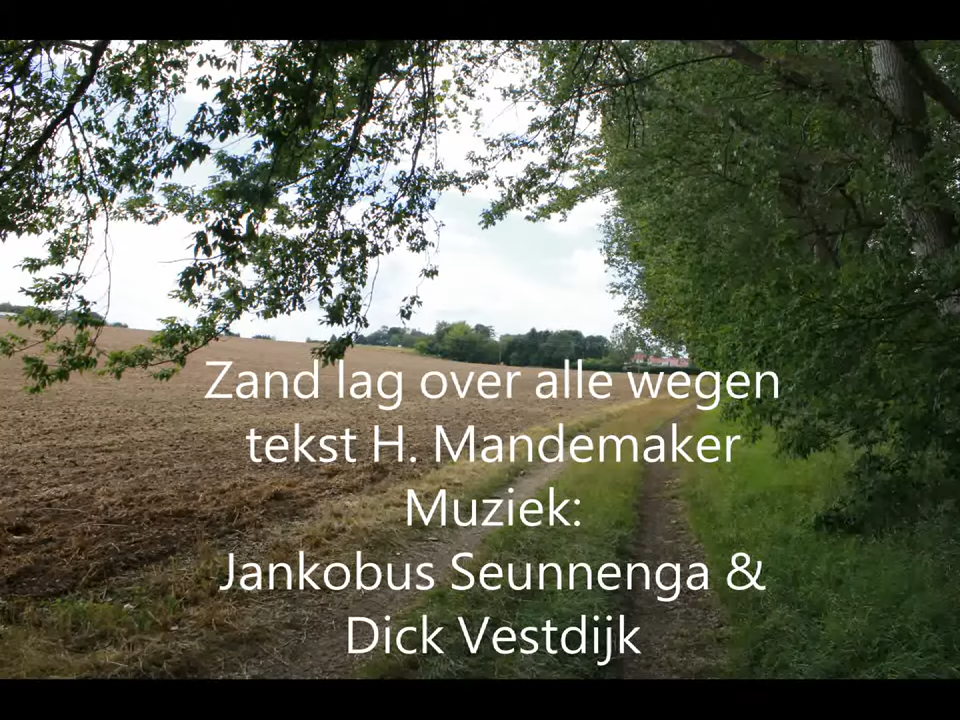 Zand lag over alle wegen
tekst H. Mandemaker
Muziek:
Jankobus Seunnenga &
Dick Vestdijk